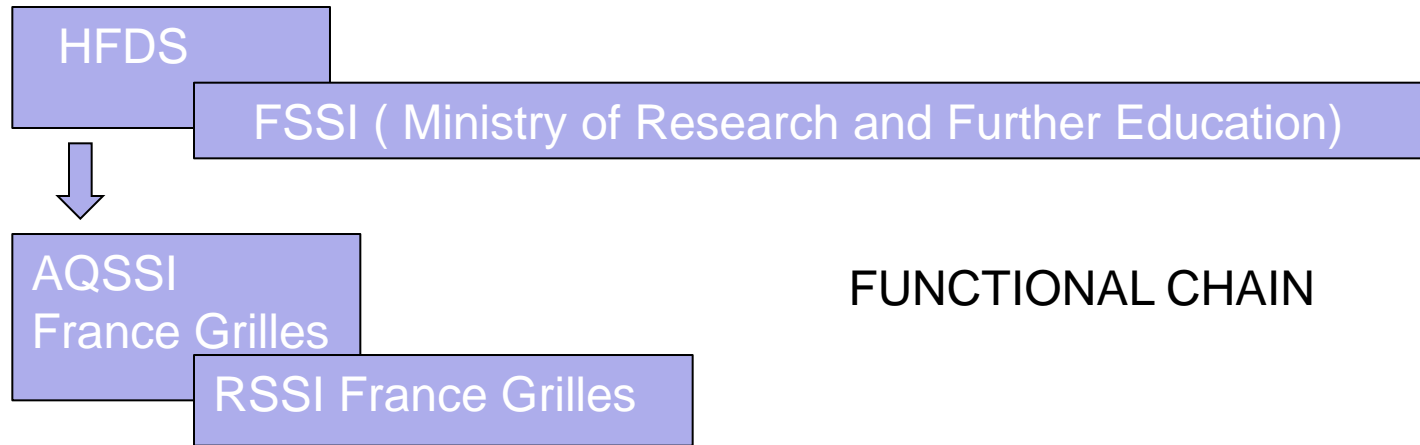 HFDS
FSSI ( Ministry of Research and Further Education)
AQSSI
France Grilles
FUNCTIONAL CHAIN
RSSI France Grilles